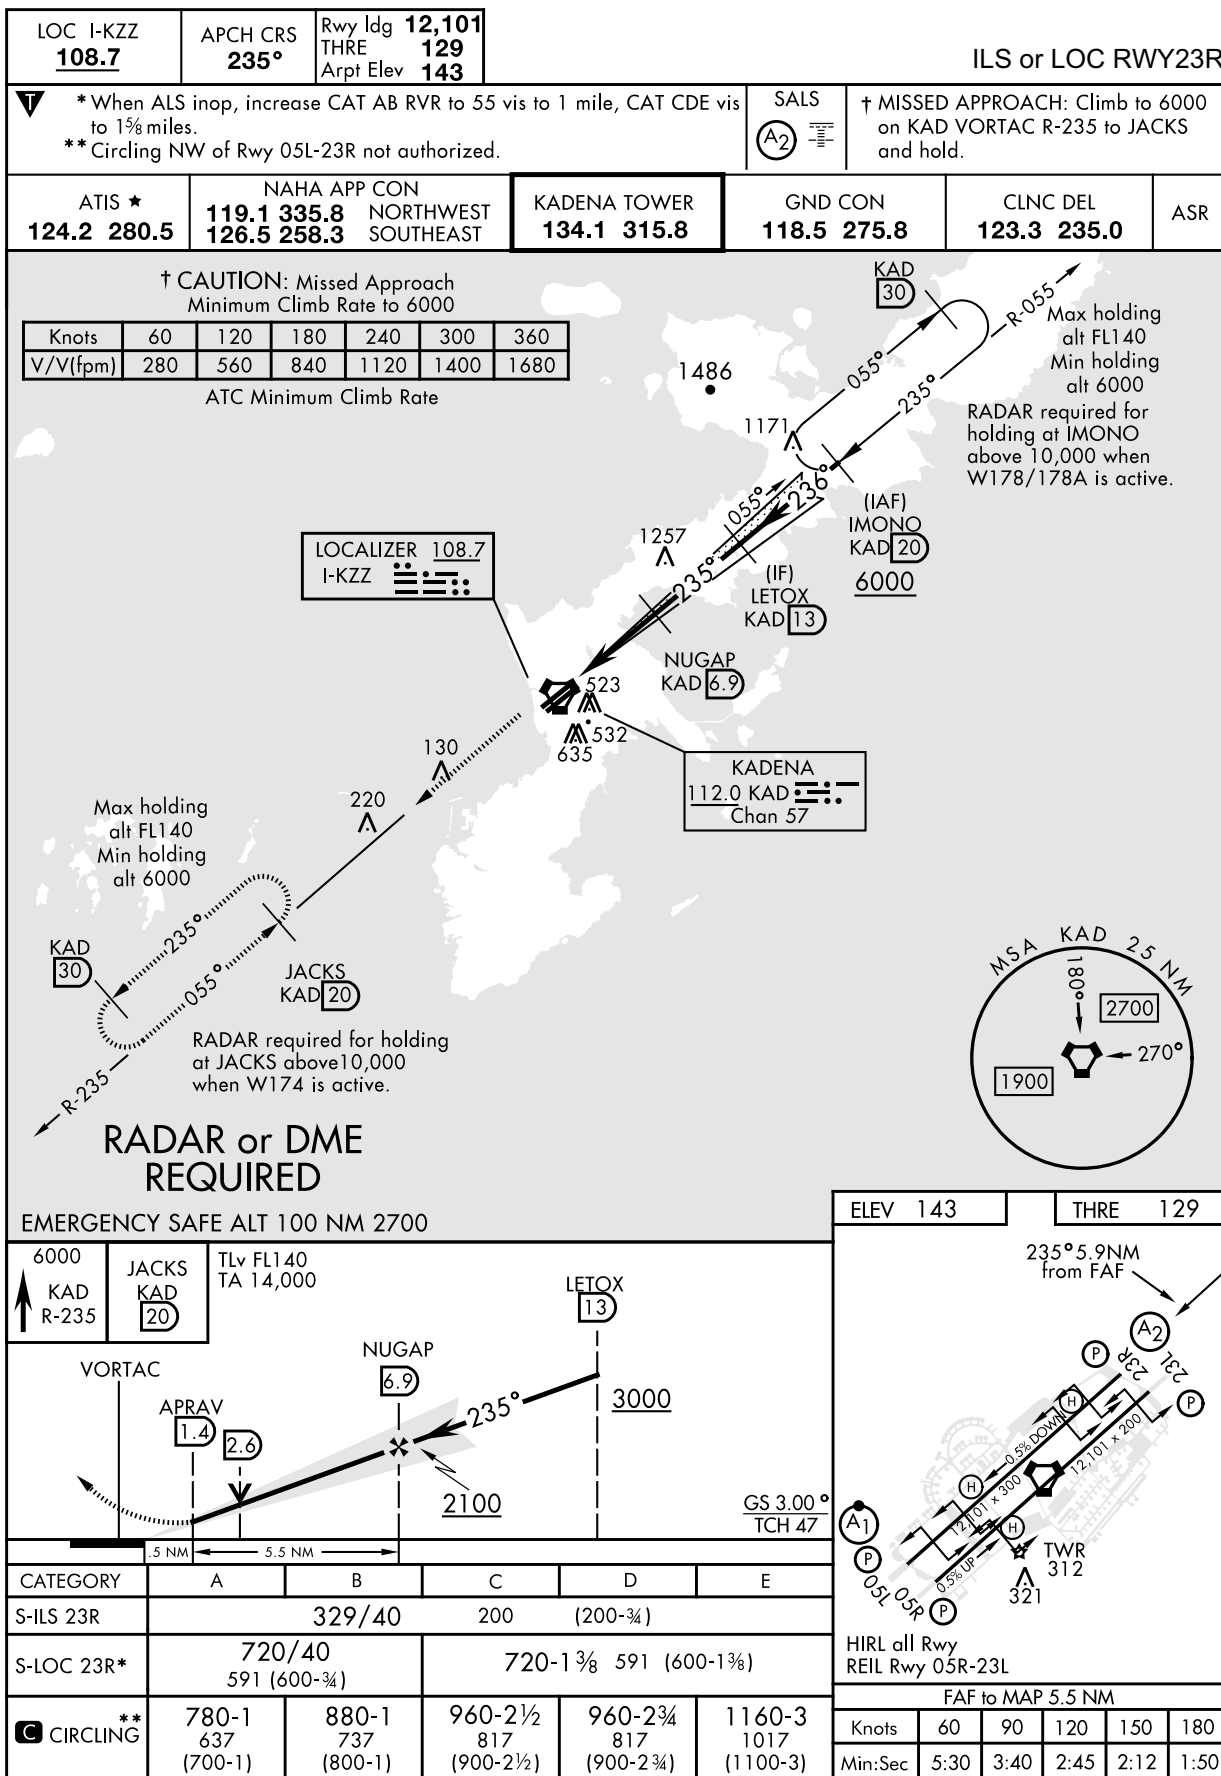 LOC I-KZZ
108.7
APCH CRS
235°
Rwy ldg 12,101
THRE 129
Arpt Elev 143
ILS or LOC RWY23R
T
* When ALS inop, increase CAT AB RVR to 55 vis to 1 mile, CAT CDE vis
to 1⅝ miles.
** Circling NW of Rwy 05L-23R not authorized.
SALS
A2
† MISSED APPROACH: Climb to 6000
on KAD VORTAC R-235 to JACKS
and hold.
ATIS ★
124.2 280.5
NAHA APP CON
119.1 335.8 NORTHWEST
126.5 258.3 SOUTHEAST
KADENA TOWER
134.1 315.8
GND CON
118.5 275.8
CLNC DEL
123.3 235.0
ASR
† CAUTION: Missed Approach
Minimum Climb Rate to 6000
Knots 60 120 180 240 300 360
V/V(fpm) 280 560 840 1120 1400 1680
ATC Minimum Climb Rate
KAD
30
R-055
Max holding
alt FL140
Min holding
alt 6000
RADAR required for
holding at IMONO
above 10,000 when
W178/178A is active.
055°
235°
1486
1171
236°
055°
(IAF)
IMONO
KAD 20
6000
1257
235°
(IF)
LETOX
KAD 13
LOCALIZER 108.7
I-KZZ
NUGAP
KAD 6.9
523
532
635
KADENA
112.0 KAD
Chan 57
130
220
Max holding
alt FL140
Min holding
alt 6000
235°
055°
KAD
30
JACKS
KAD 20
RADAR required for holding
at JACKS above10,000
when W174 is active.
R-235
MSA KAD 25 NM
180°
2700
270°
1900
RADAR or DME
REQUIRED
EMERGENCY SAFE ALT 100 NM 2700
ELEV 143
THRE 129
6000
KAD
R-235
JACKS
KAD
20
TLv FL140
TA 14,000
LETOX
13
NUGAP
6.9
VORTAC
APRAV
1.4
2.6
235°
3000
2100
GS 3.00°
TCH 47
.5 NM
5.5 NM
235° 5.9NM
from FAF
A2
P
23R
23L
P
H
0.5% DOWN
12,101 x 200
H
12,101 x 300
A1
H
P
0.5% UP
TWR
312
321
05L
05R
P
HIRL all Rwy
REIL Rwy 05R-23L
CATEGORY A B C D E
S-ILS 23R 329/40 200 (200-¾)
S-LOC 23R* 720/40
591 (600-¾)
720-1⅜ 591 (600-1⅜)
C CIRCLING **
780-1
637
(700-1)
880-1
737
(800-1)
960-2½
817
(900-2½)
960-2¾
817
(900-2¾)
1160-3
1017
(1100-3)
FAF to MAP 5.5 NM
Knots 60 90 120 150 180
Min:Sec 5:30 3:40 2:45 2:12 1:50